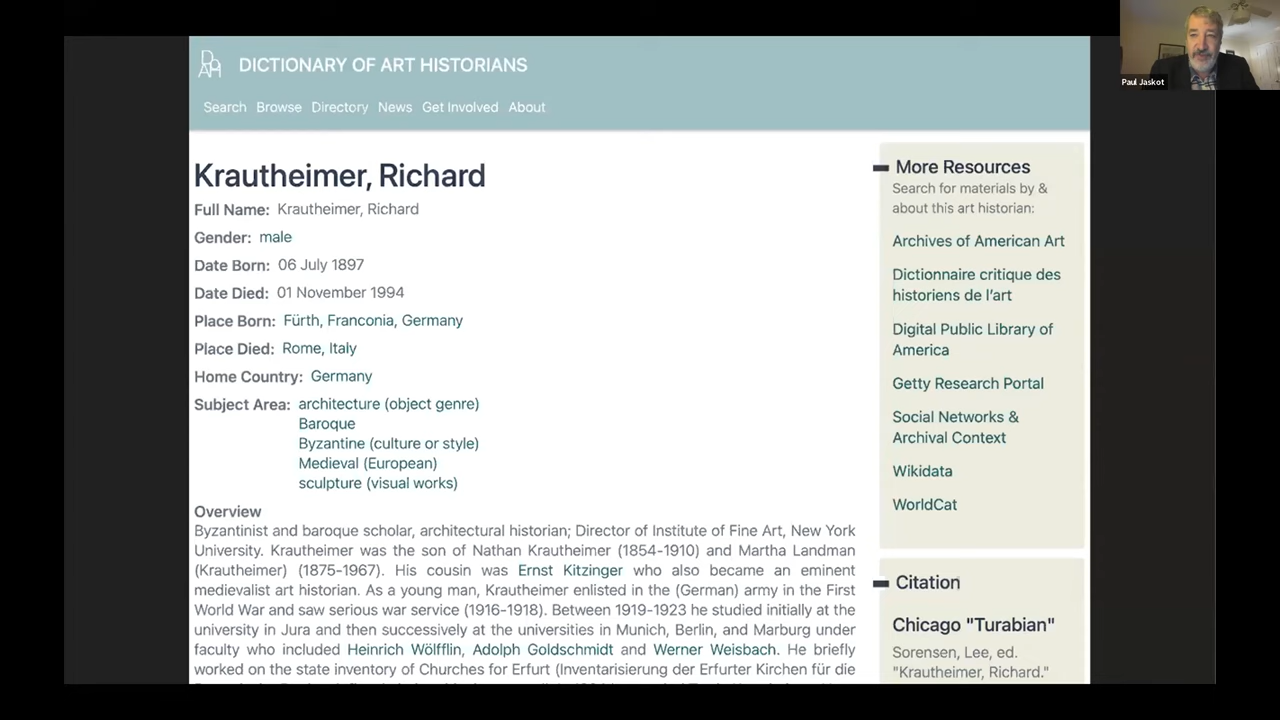 Paul Jaskot
DAH
DICTIONARY OF ART HISTORIANS
Search Browse Directory News Get Involved About
Krautheimer, Richard
Full Name: Krautheimer, Richard
Gender: male
Date Born: 06 July 1897
Date Died: 01 November 1994
Place Born: Fürth, Franconia, Germany
Place Died: Rome, Italy
Home Country: Germany
Subject Area: architecture (object genre)
Baroque
Byzantine (culture or style)
Medieval (European)
sculpture (visual works)
Overview
Byzantinist and baroque scholar, architectural historian; Director of Institute of Fine Art, New York
University. Krautheimer was the son of Nathan Krautheimer (1854-1910) and Martha Landman
(Krautheimer) (1875-1967). His cousin was Ernst Kitzinger who also became an eminent
medievalist art historian. As a young man, Krautheimer enlisted in the (German) army in the First
World War and saw serious war service (1916-1918). Between 1919-1923 he studied initially at the
university in Jura and then successively at the universities in Munich, Berlin, and Marburg under
faculty who included Heinrich Wölfflin, Adolph Goldschmidt and Werner Weisbach. He briefly
worked on the state inventory of Churches for Erfurt (Inventarisierung der Erfurter Kirchen für die
More Resources
Search for materials by &
about this art historian:
Archives of American Art
Dictionnaire critique des
historiens de l'art
Digital Public Library of
America
Getty Research Portal
Social Networks &
Archival Context
Wikidata
WorldCat
Citation
Chicago "Turabian"
Sorensen, Lee, ed.
"Krautheimer, Richard."